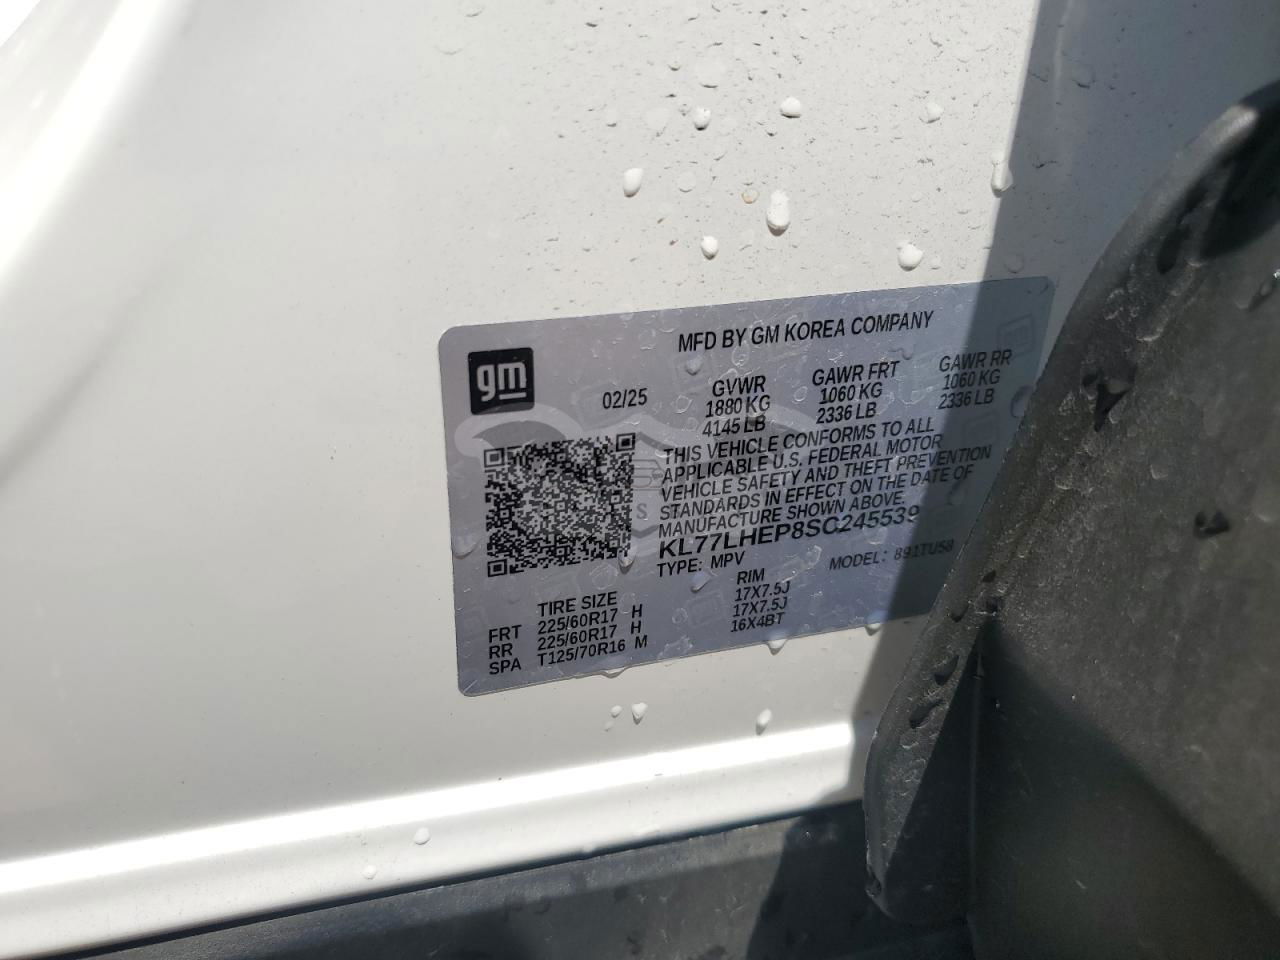 MFD BY GM KOREA COMPANY
gm
02/25
GVWR GAWR FRT GAWR RR
1880 KG 1060 KG 1060 KG
4145 LB 2336 LB 2336 LB
THIS VEHICLE CONFORMS TO ALL
APPLICABLE U.S. FEDERAL MOTOR
VEHICLE SAFETY AND THEFT PREVENTION
STANDARDS IN EFFECT ON THE DATE OF
MANUFACTURE SHOWN ABOVE.
KL77LHEP8SC245539
TYPE: MPV MODEL: 891TU58
TIRE SIZE RIM
FRT 225/60R17 H 17X7.5J
RR 225/60R17 H 17X7.5J
SPA T125/70R16 M 16X4BT